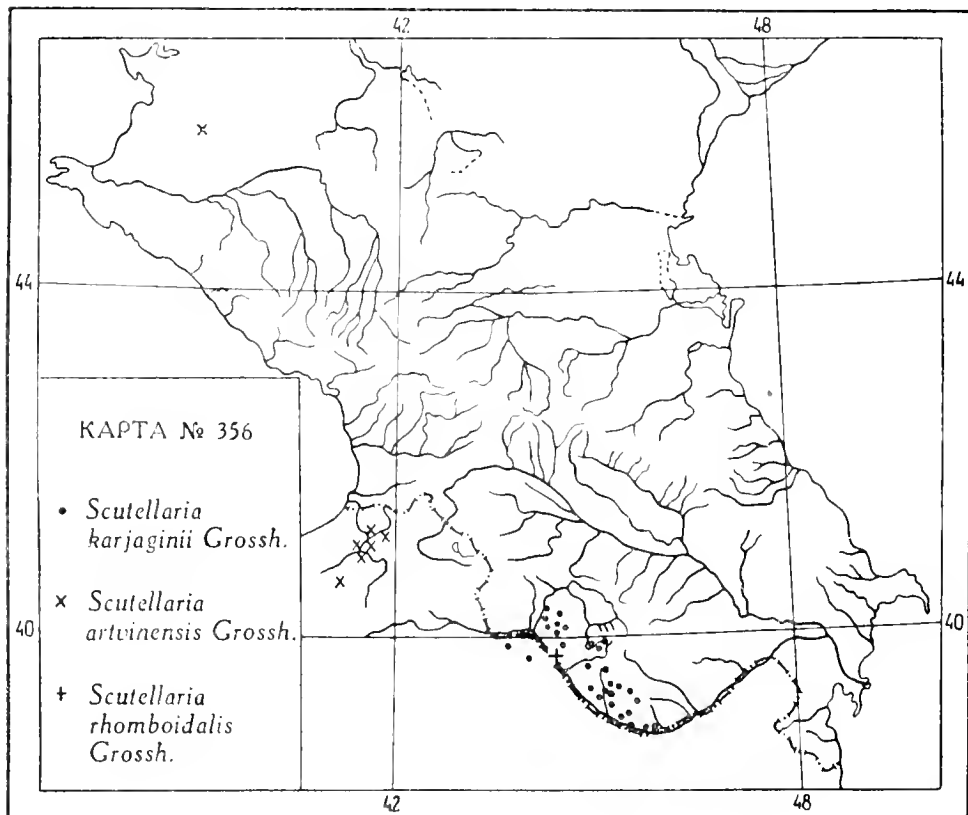 42 48
44 44
КАРТА № 356
• Scutellaria
karjaginii Grossh.
× Scutellaria
artvinensis Grossh.
+ Scutellaria
rhomboidalis
Grossh.
40 40
42 48